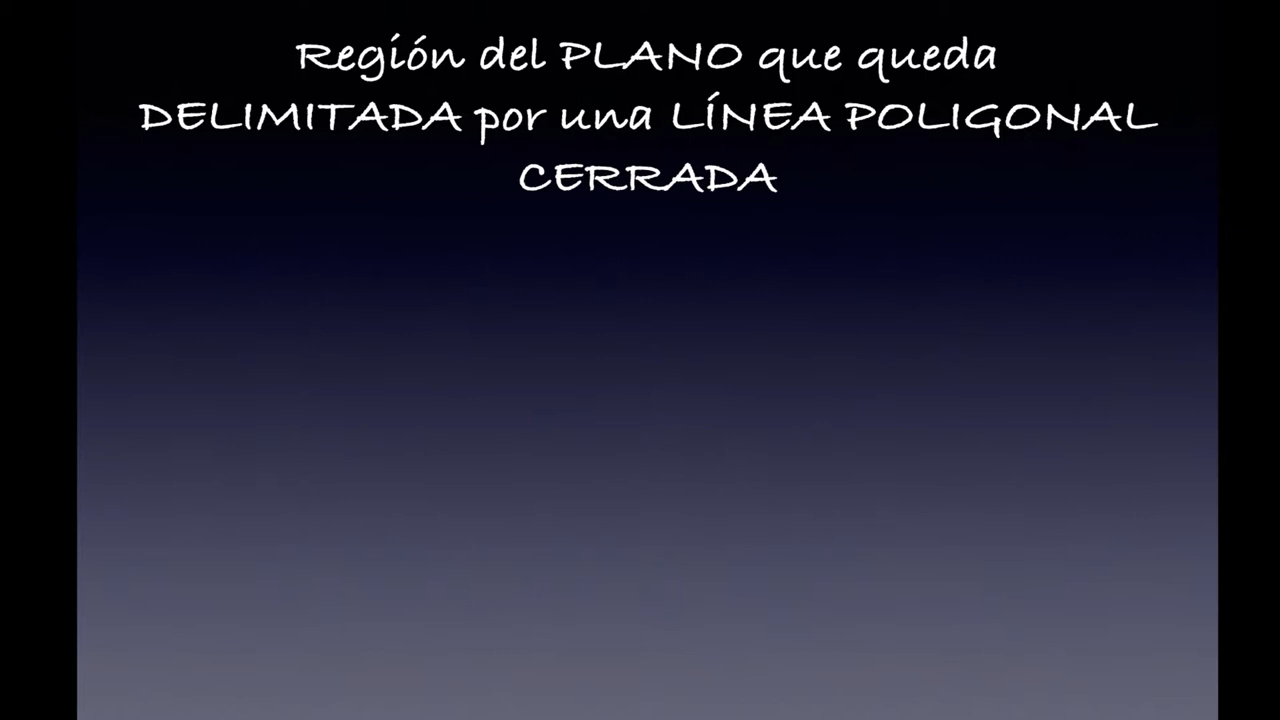 Región del PLANO que queda
DELIMITADA por una LÍNEA POLIGONAL
CERRADA